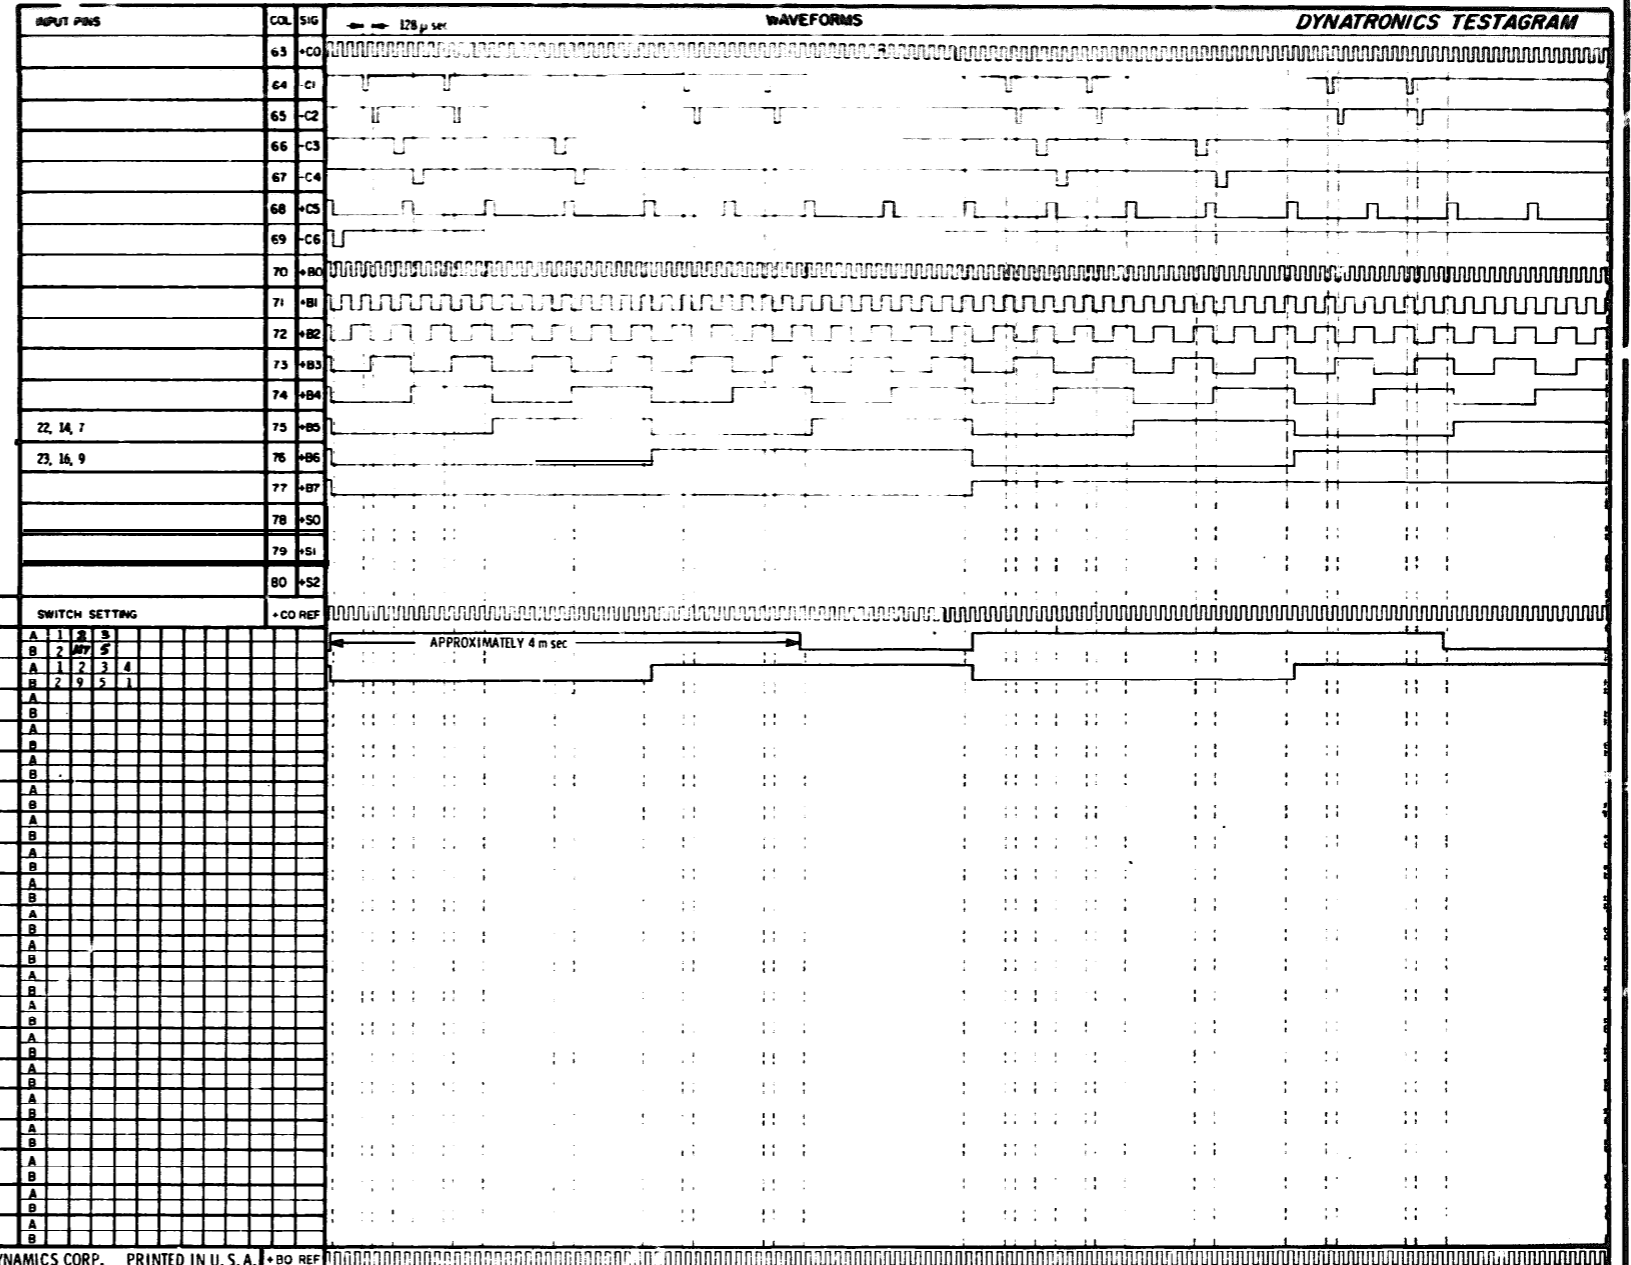 INPUT PINS COL SIG 128 μ sec WAVEFORMS DYNATRONICS TESTAGRAM
63 +C0
64 -C1
65 -C2
66 -C3
67 -C4
68 +C5
69 -C6
70 +B0
71 +B1
72 +B2
73 +B3
74 +B4
22, 14, 7 75 +B5
23, 16, 9 76 +B6
77 +B7
78 +S0
79 +S1
80 +S2
SWITCH SETTING +CO REF
A 1 2 3
B 2 5 APPROXIMATELY 4 m sec
A 1 2 3 4
B 2 9 5 1
A
B
A
B
A
B
A
B
A
B
A
B
A
B
A
B
A
B
A
B
A
B
A
B
A
B
A
B
A
B
A
B
A
B
A
B
YNAMICS CORP. PRINTED IN U. S. A. +BO REF